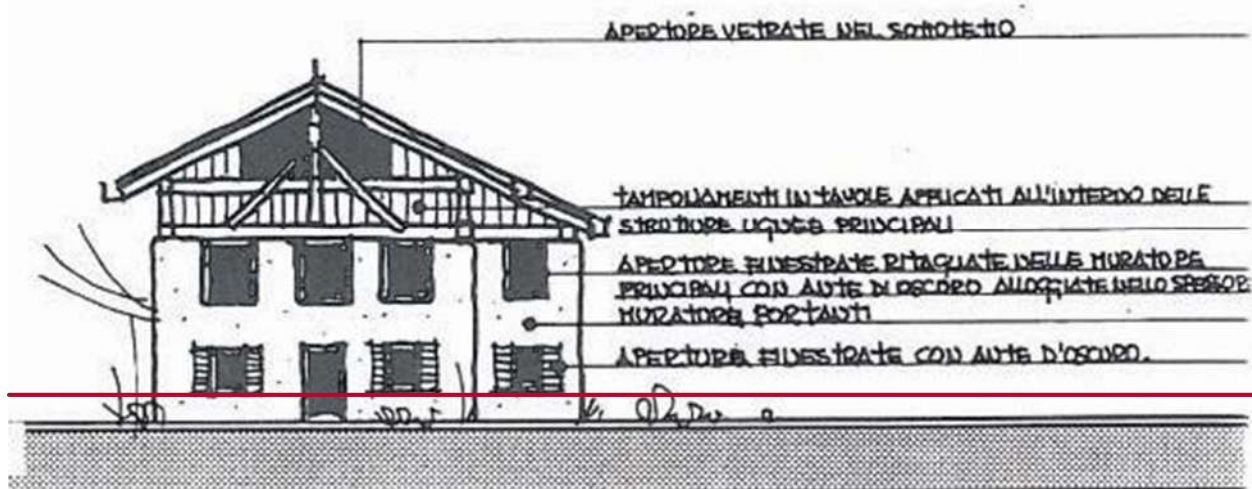 APERTURE VETRATE NEL SOTTOTETTO
TAMPONAMENTI IN TAVOLE APPLICATI ALL'INTERNO DELLE
STRUTTURE LIGNEE PRINCIPALI
APERTURE FINESTRATE RITAGLIATE NELLE MURATURE
PRINCIPALI CON ANTE DI OSCURO ALLOGGIATE NELLO SPESSOR
MURATURE PORTANTI
APERTURE FINESTRATE CON ANTE D'OSCURO.